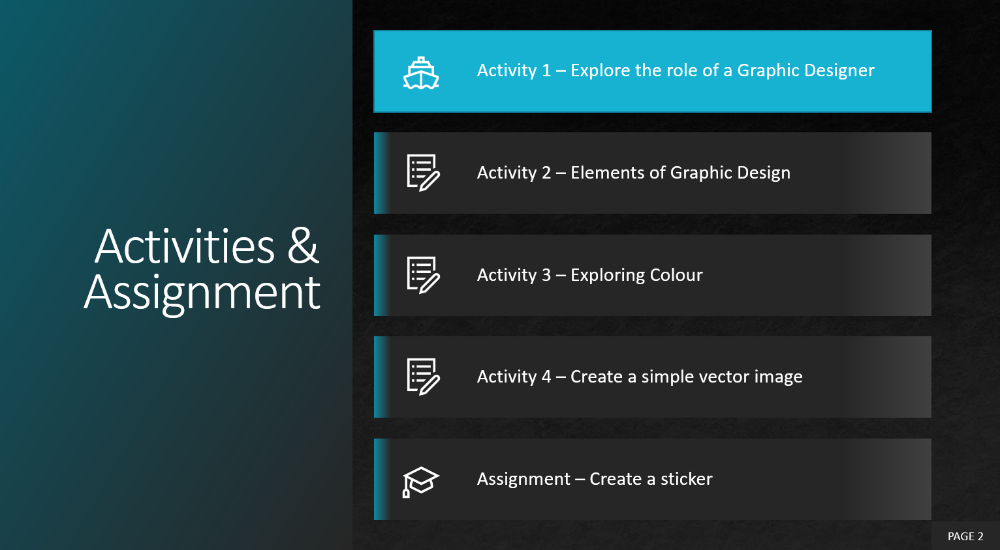 Activities &
Assignment
Activity 1 – Explore the role of a Graphic Designer
Activity 2 – Elements of Graphic Design
Activity 3 – Exploring Colour
Activity 4 – Create a simple vector image
Assignment – Create a sticker
PAGE 2